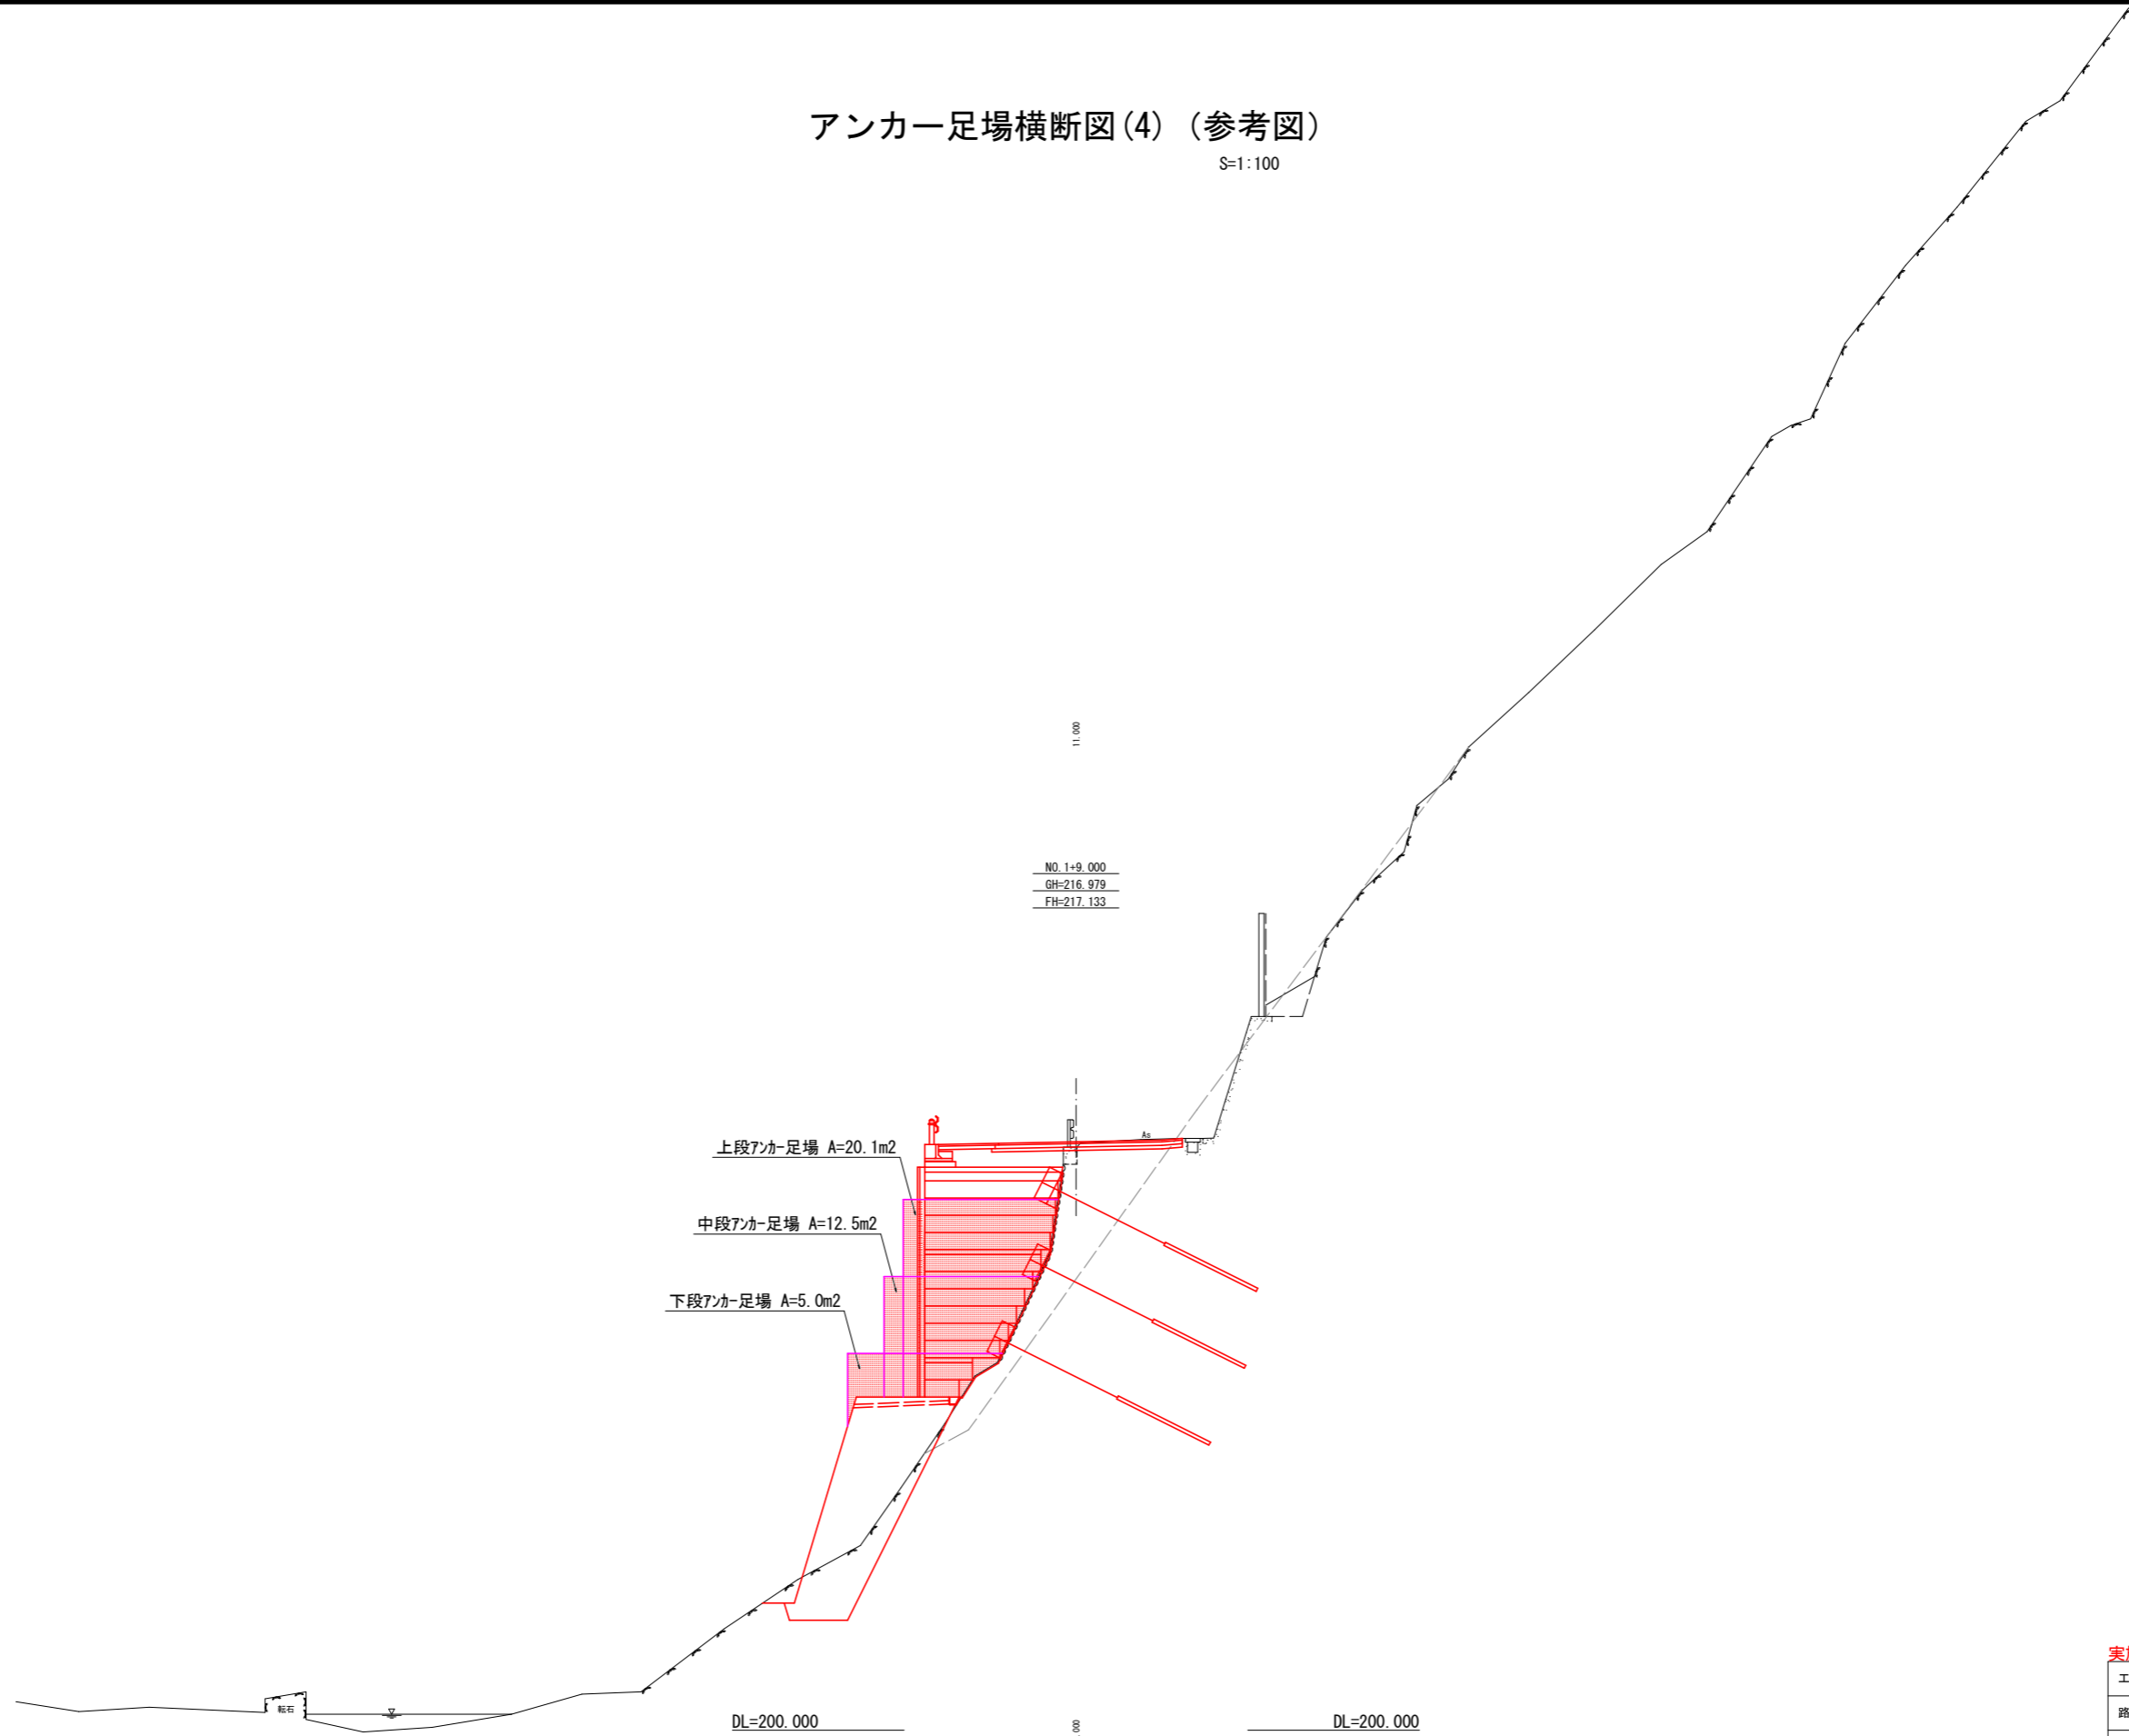 アンカー足場横断図(4)（参考図）
S=1:100
11.000
NO.1+9.000
GH=216.979
FH=217.133
As
上段アンカー足場 A=20.1m2
中段アンカー足場 A=12.5m2
下段アンカー足場 A=5.0m2
転石
DL=200.000
DL=200.000
工
路